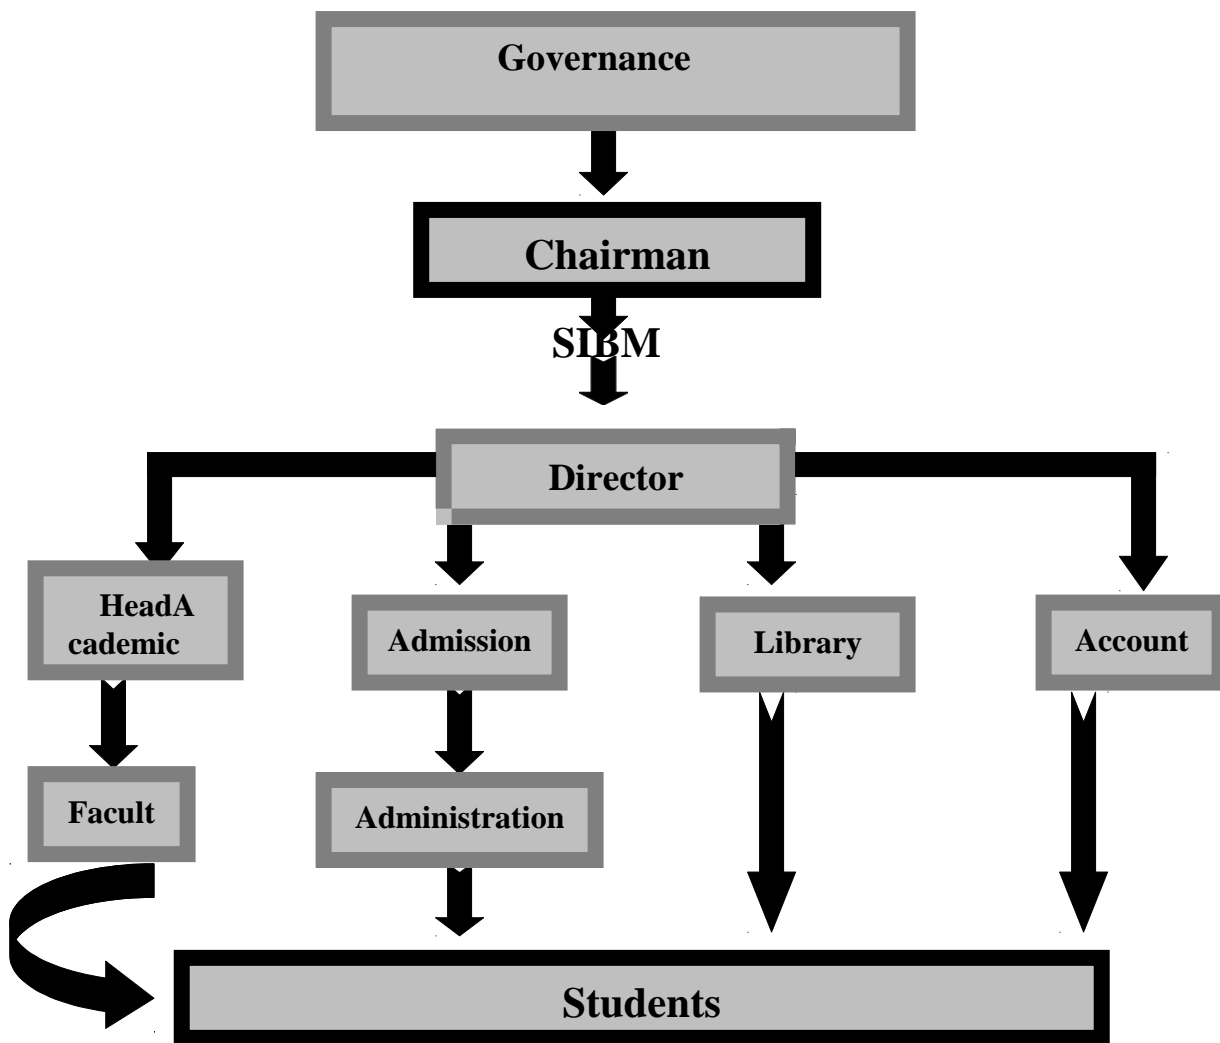 Governance
Chairman
SIBM
Director
HeadA
cademic
Admission
Library
Account
Facult
Administration
Students